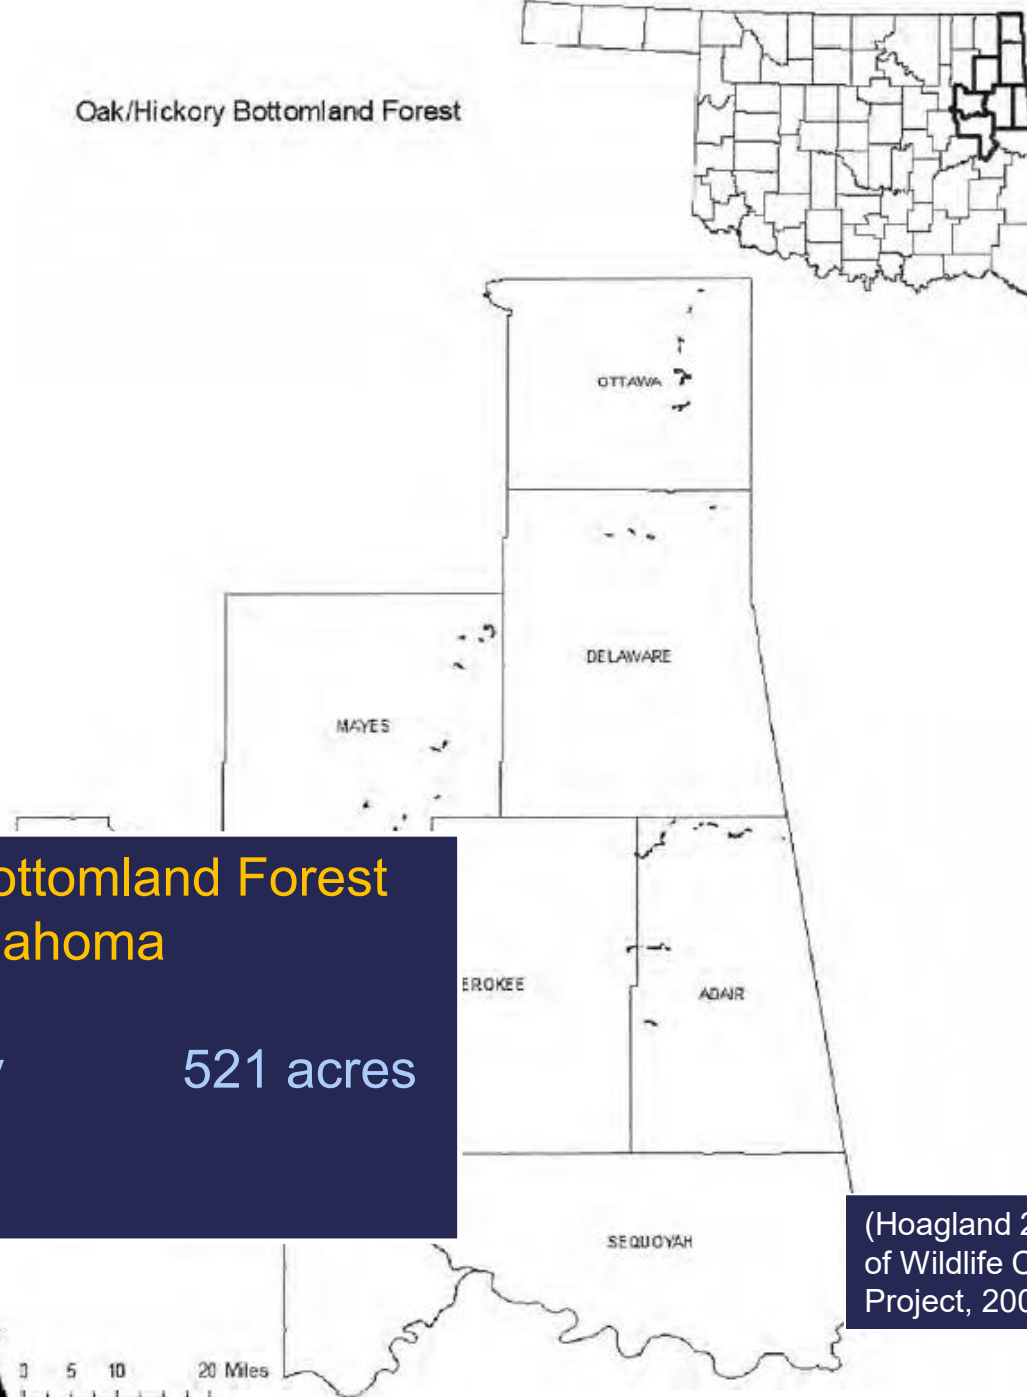 Oak/Hickory Bottomland Forest
OTTAWA
DELAWARE
MAYES
ottomland Forest
ahoma
EROKEE
ADAIR
521 acres
SEQUOYAH
(Hoagland 2
of Wildlife C
Project, 200
5 10 20 Miles